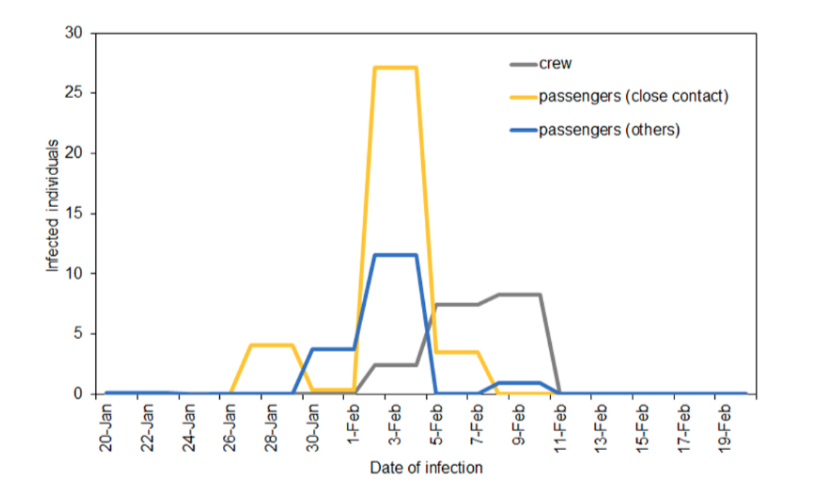 30
25
20
15
10
5
0
Infected individuals
crew
passengers (close contact)
passengers (others)
20-Jan
22-Jan
24-Jan
26-Jan
28-Jan
30-Jan
1-Feb
3-Feb
5-Feb
7-Feb
9-Feb
11-Feb
13-Feb
15-Feb
17-Feb
19-Feb
Date of infection